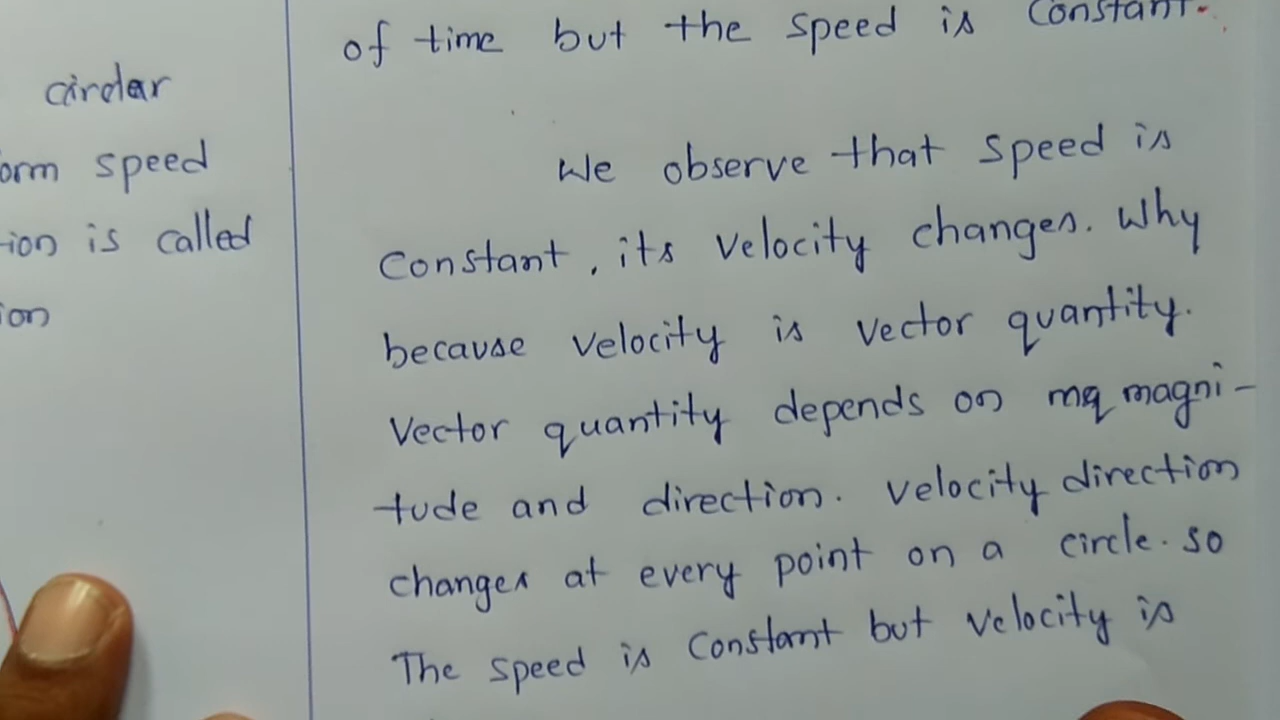 circlar
orm speed
ion is called
ion
of time but the speed is constant.
We observe that speed is
constant, its velocity changes. Why
because velocity is vector quantity.
Vector quantity depends on mq magni-
tude and direction. velocity direction
changes at every point on a circle. so
The speed is constant but velocity is